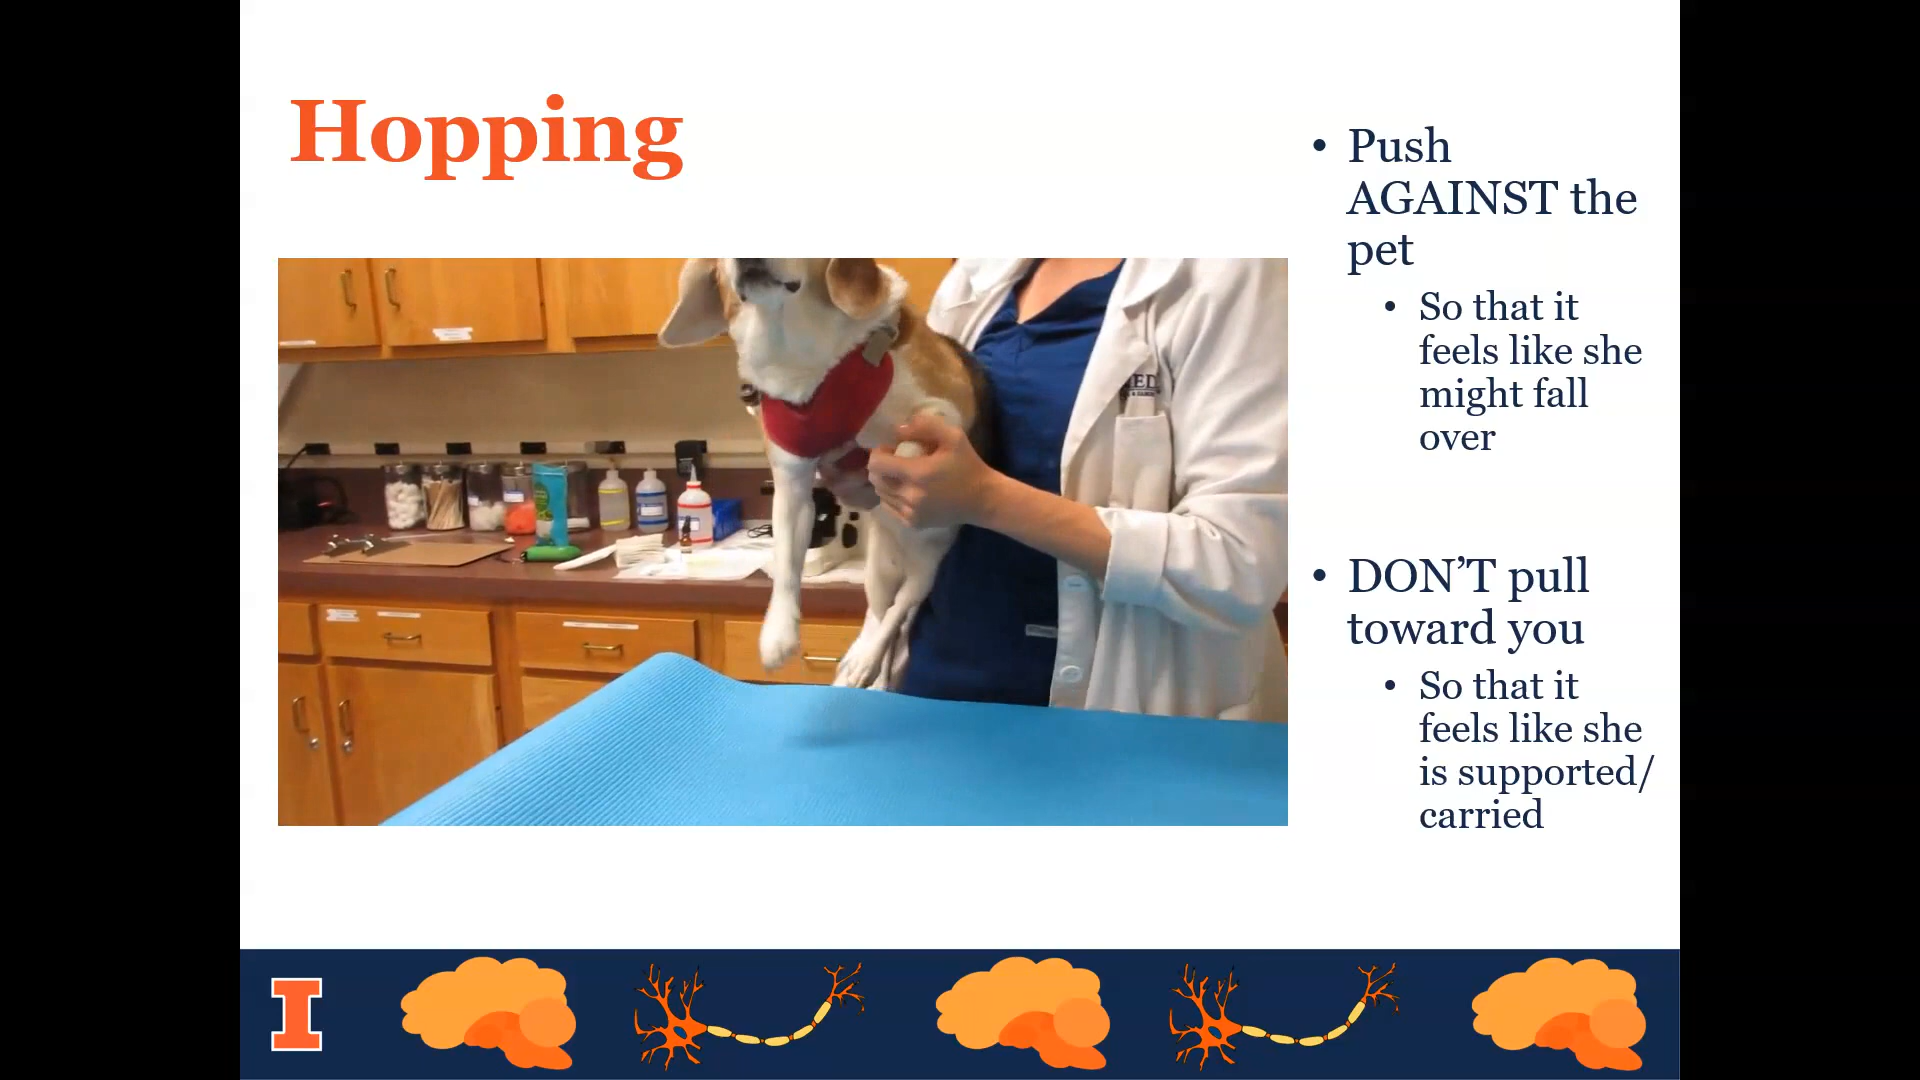 Hopping
• Push
AGAINST the
pet
• So that it
feels like she
might fall
over
• DON’T pull
toward you
• So that it
feels like she
is supported/
carried
I